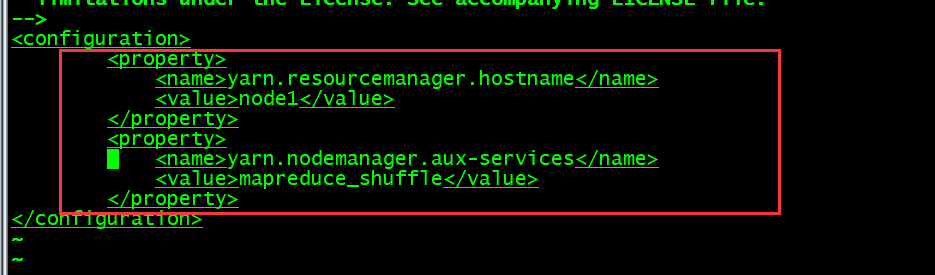 limitations under the License. See accompanying LICENSE file.
-->
<configuration>
<property>
<name>yarn.resourcemanager.hostname</name>
<value>node1</value>
</property>
<property>
<name>yarn.nodemanager.aux-services</name>
<value>mapreduce_shuffle</value>
</property>
</configuration>
~
~